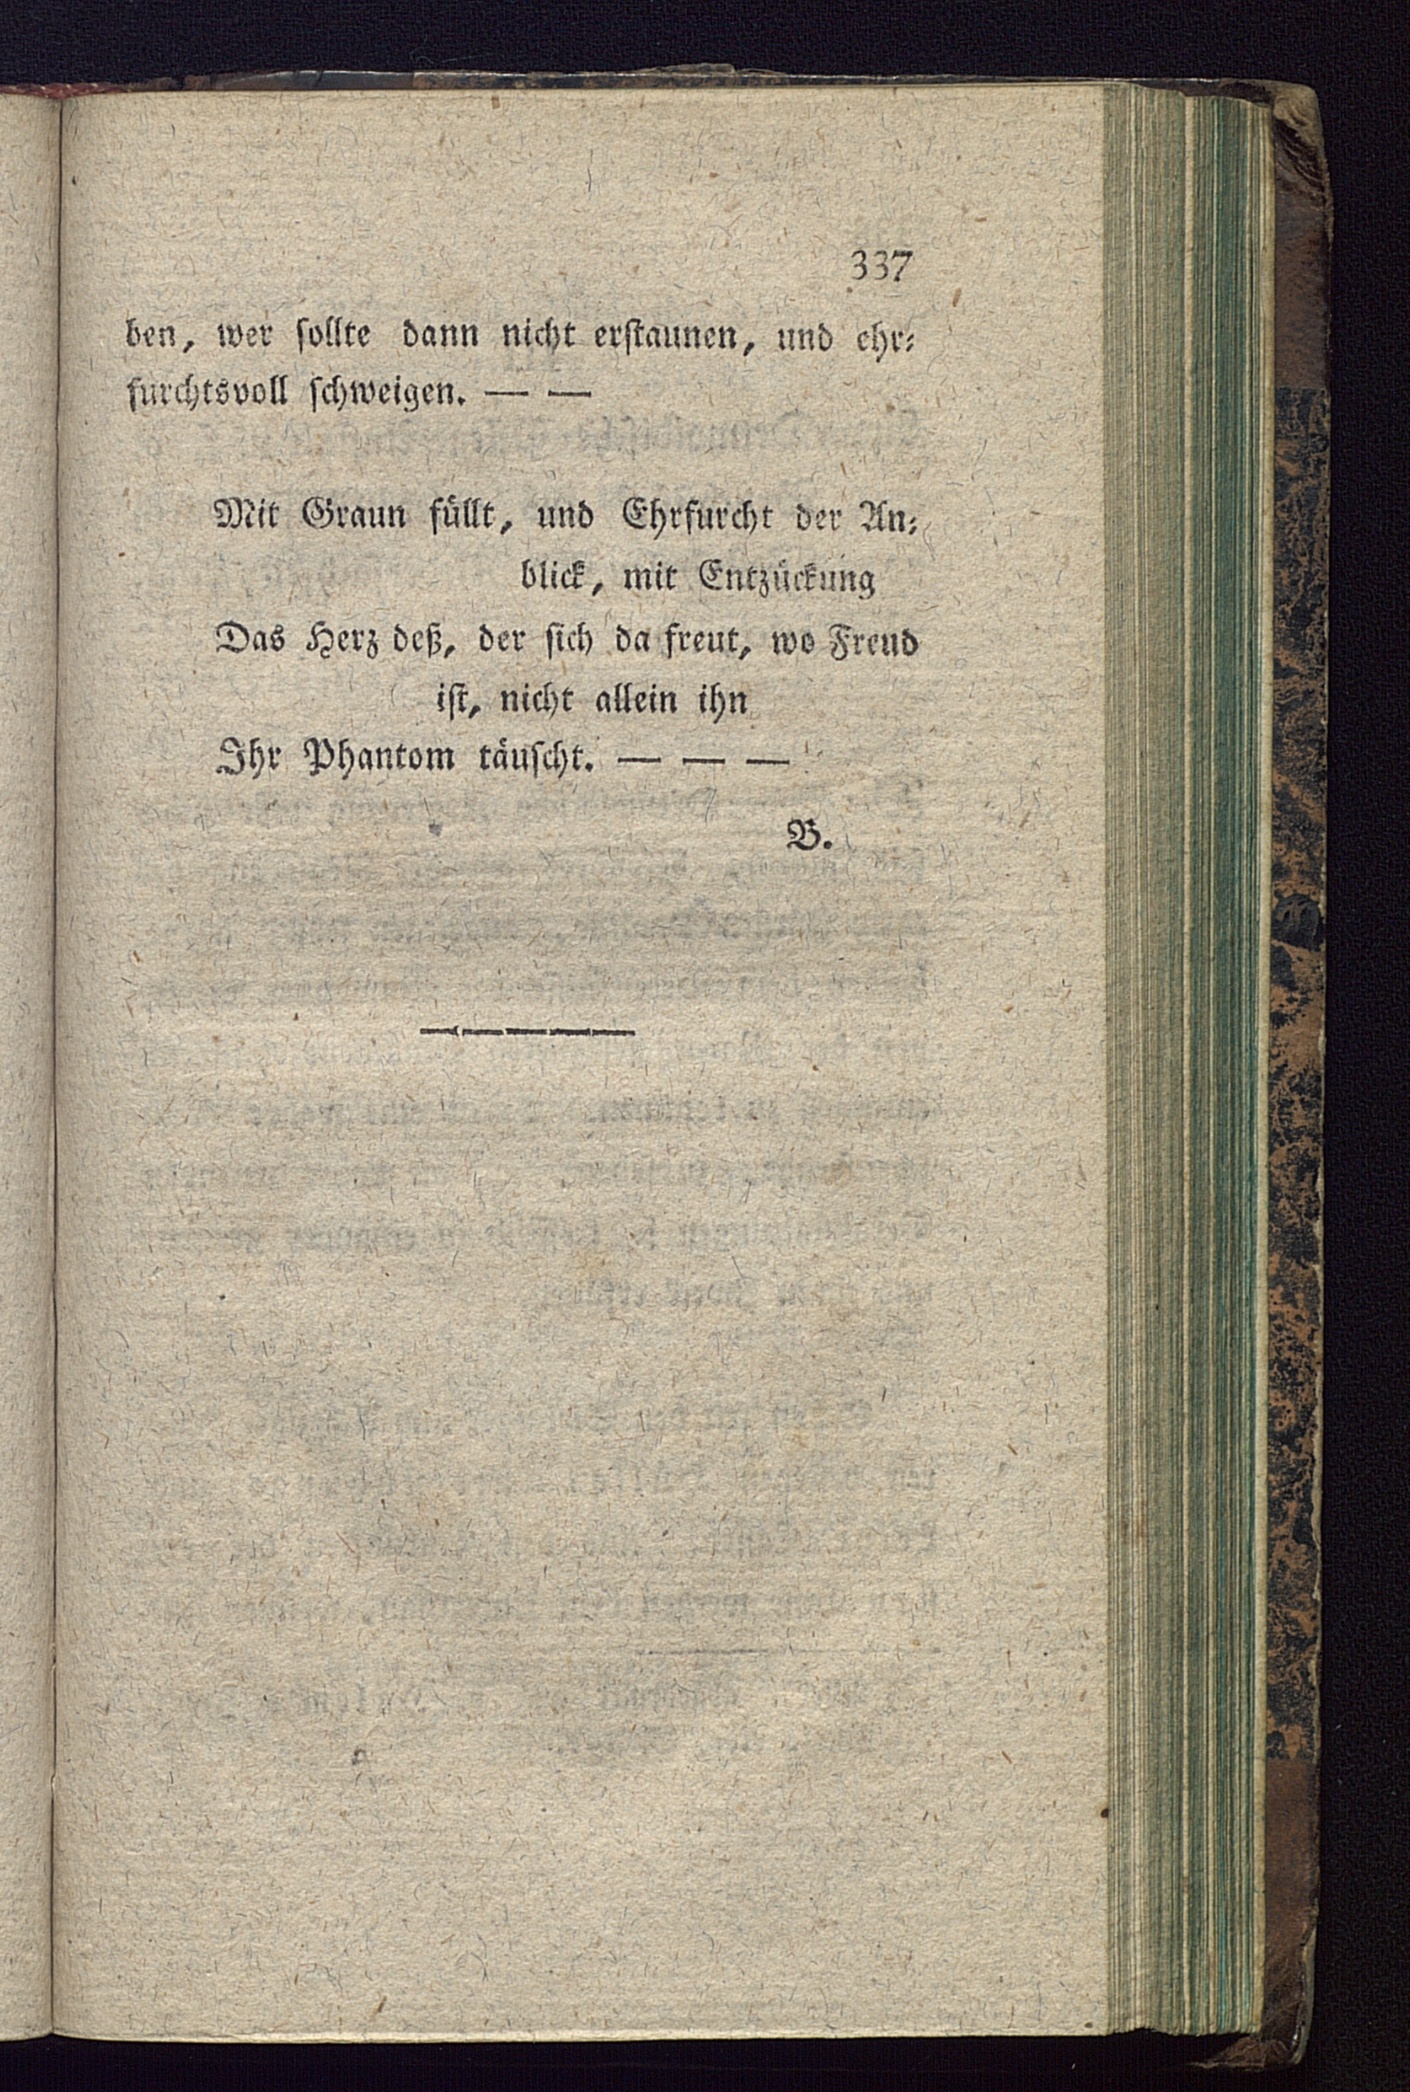 337
ben, wer ſollte dann nicht erſtaunen, und ehr⸗
furchtsvoll ſchweigen. — —
Mit Graun füllt, und Ehrfurcht der An⸗
blick, mit Entzückung
Das Herz deß, der ſich da freut, wo Freud
iſt, nicht allein ihn
Ihr Phantom täuſcht. — — —
B.